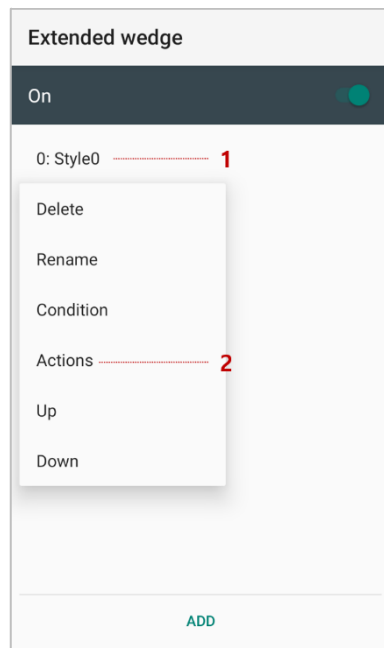 Extended wedge
On
0: Style0 1
Delete
Rename
Condition
Actions 2
Up
Down
ADD